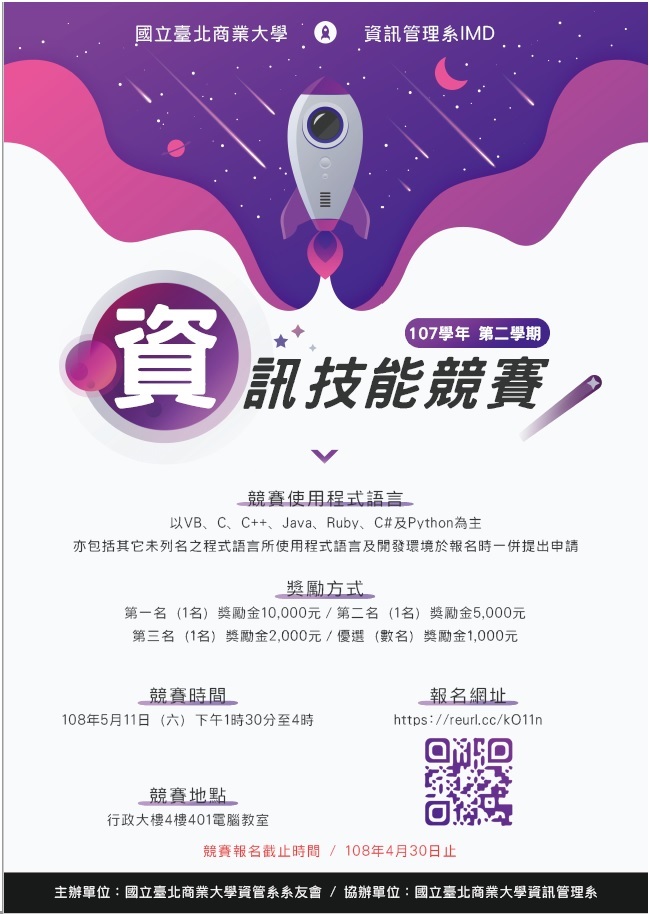 國立臺北商業大學 資訊管理系IMD
107學年 第二學期
資訊技能競賽
競賽使用程式語言
以VB、C、C++、Java、Ruby、C#及Python為主
亦包括其它未列名之程式語言所使用程式語言及開發環境於報名時一併提出申請
獎勵方式
第一名 (1名) 獎勵金10,000元 / 第二名 (1名) 獎勵金5,000元
第三名 (1名) 獎勵金2,000元 / 優選 (數名) 獎勵金1,000元
競賽時間
108年5月11日 (六) 下午1時30分至4時
報名網址
https://reurl.cc/kO11n
競賽地點
行政大樓4樓401電腦教室
競賽報名截止時間 / 108年4月30日止
主辦單位：國立臺北商業大學資管系系友會 / 協辦單位：國立臺北商業大學資訊管理系